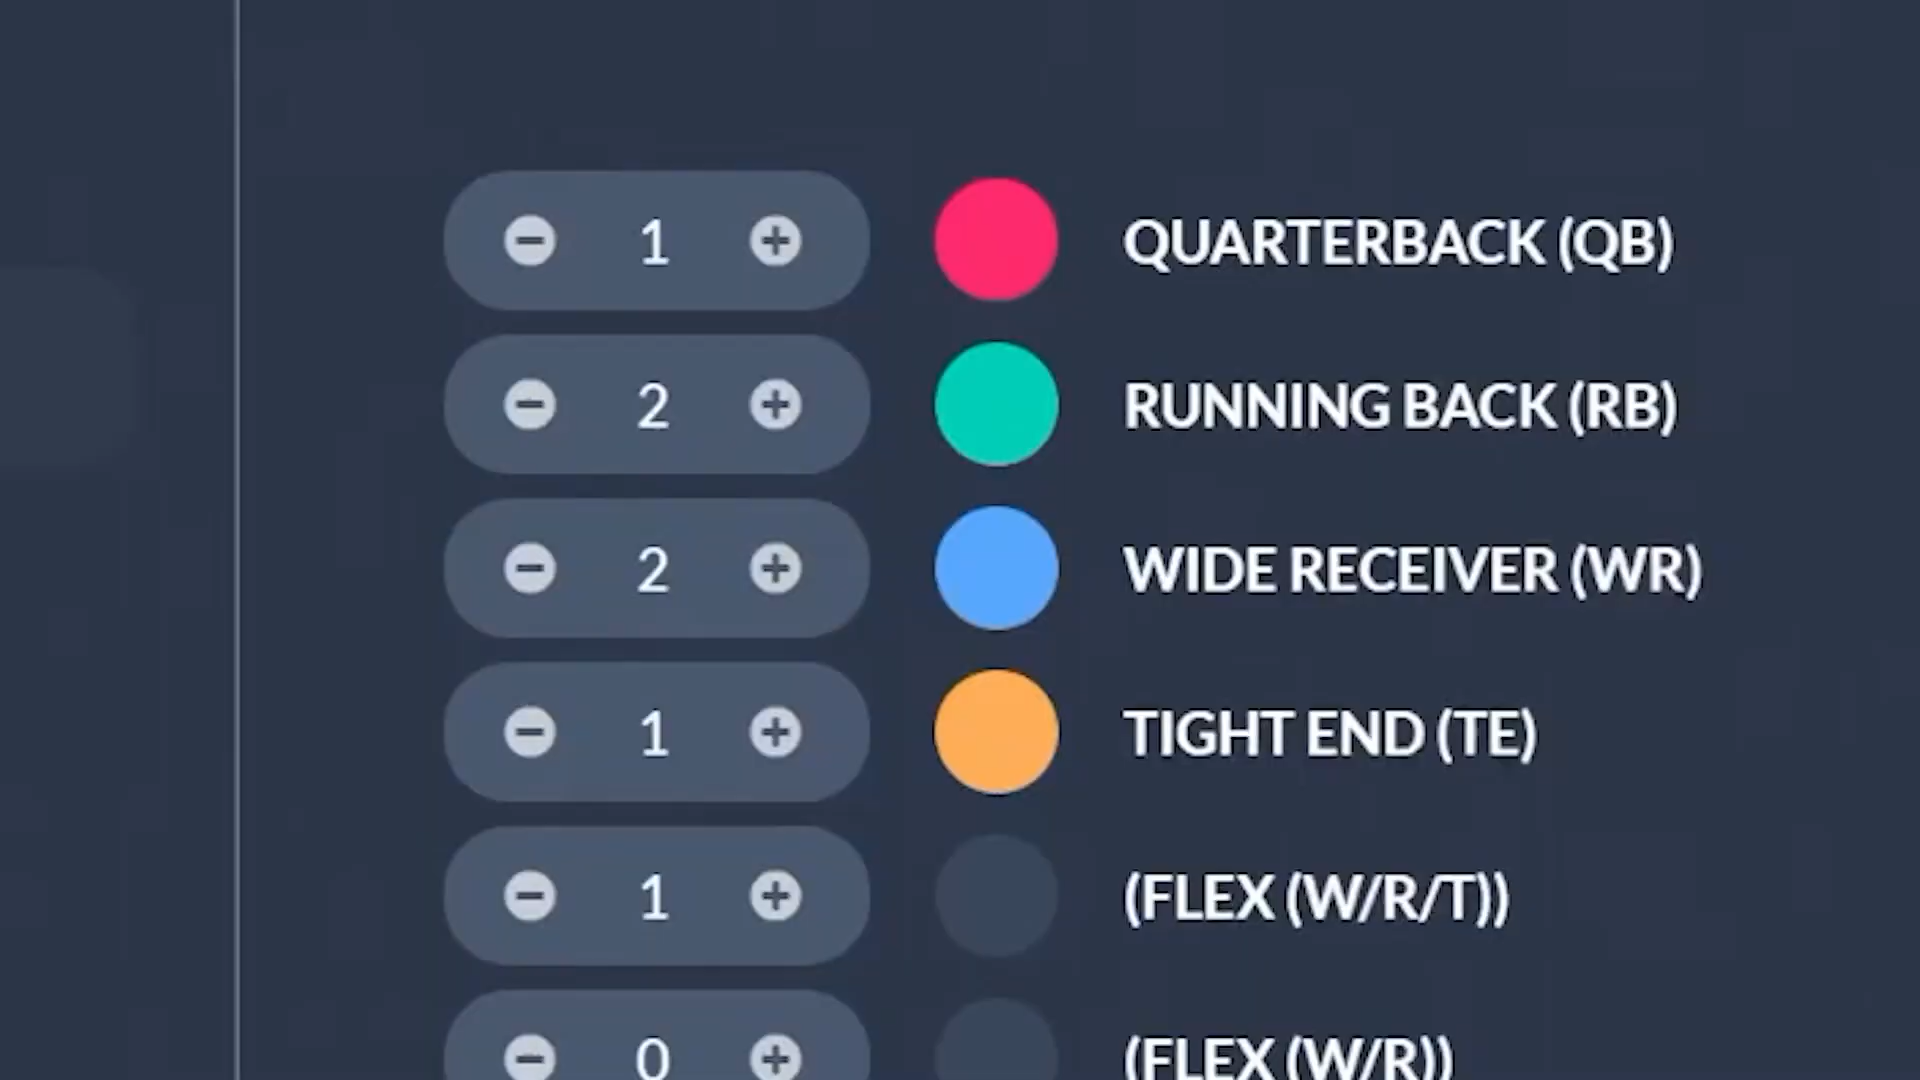 1 QUARTERBACK (QB)
2 RUNNING BACK (RB)
2 WIDE RECEIVER (WR)
1 TIGHT END (TE)
1 (FLEX (W/R/T))
0 (FLEX (W/R))